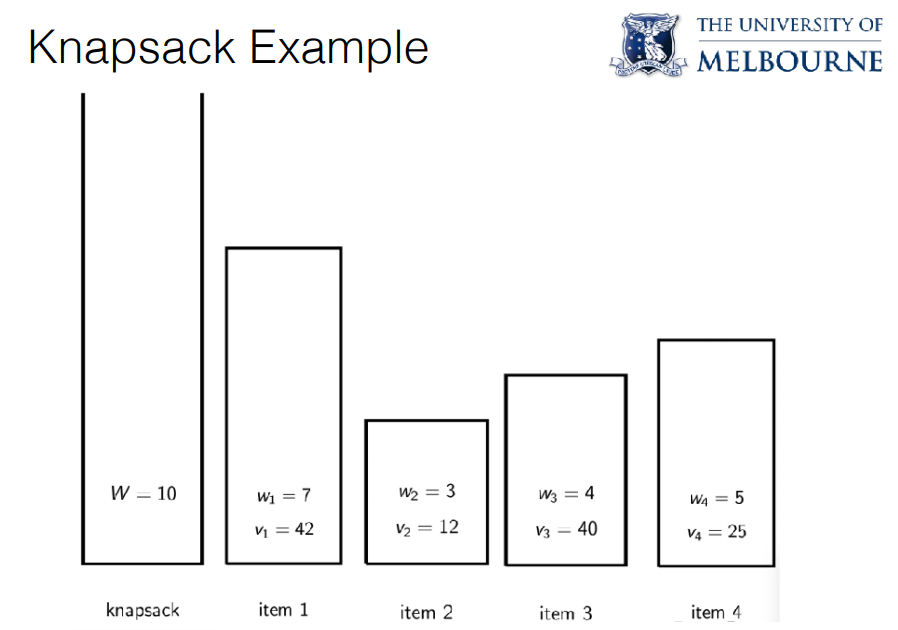 Knapsack Example
THE UNIVERSITY OF
MELBOURNE
W = 10
w₁ = 7
v₁ = 42
w₂ = 3
v₂ = 12
w₃ = 4
v₃ = 40
w₄ = 5
v₄ = 25
knapsack
item 1
item 2
item 3
item 4